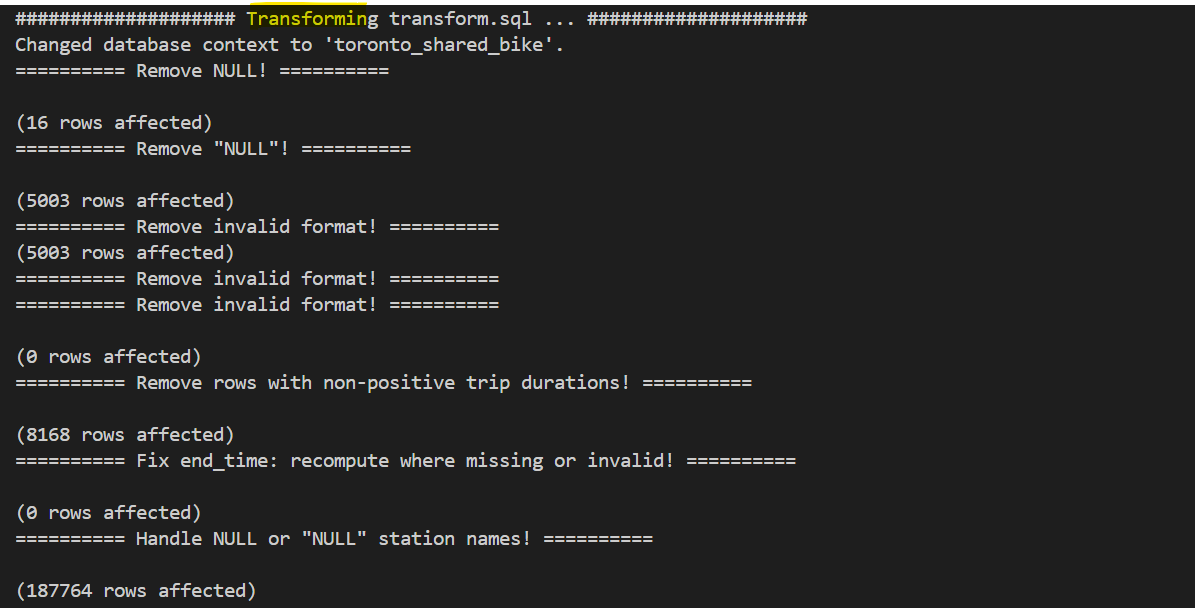 #################### Transforming transform.sql ... ####################
Changed database context to 'toronto_shared_bike'.
========== Remove NULL! ==========
(16 rows affected)
========== Remove "NULL"! ==========
(5003 rows affected)
========== Remove invalid format! ==========
(5003 rows affected)
========== Remove invalid format! ==========
========== Remove invalid format! ==========
(0 rows affected)
========== Remove rows with non-positive trip durations! ==========
(8168 rows affected)
========== Fix end_time: recompute where missing or invalid! ==========
(0 rows affected)
========== Handle NULL or "NULL" station names! ==========
(187764 rows affected)